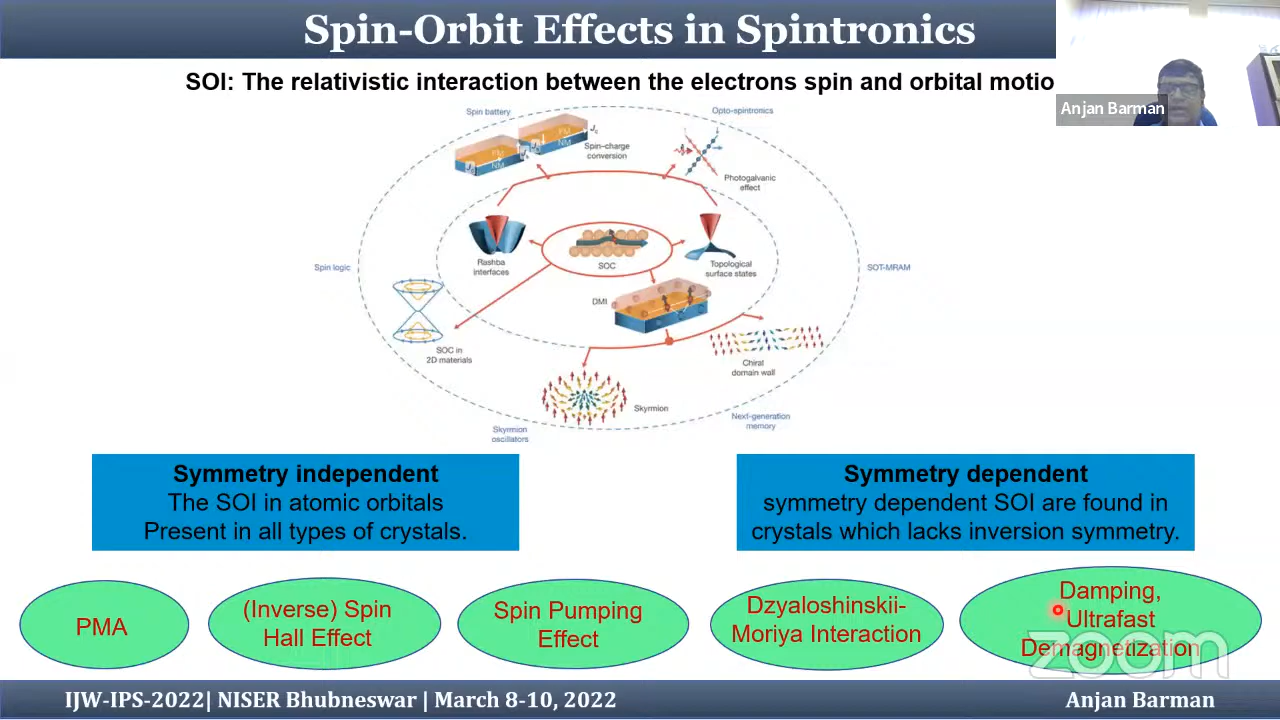 Spin-Orbit Effects in Spintronics
SOI: The relativistic interaction between the electrons spin and orbital motio
Anjan Barman
Spin battery
Opto-spintronics
PM
NM
PM
NM
Spin–charge
conversion
Photogalvanic
effect
Rashba
interfaces
SOC
Topological
surface states
Spin logic
SOT-MRAM
DMI
SOC in
2D materials
Chiral
domain wall
Skyrmion
Skyrmion
oscillators
Next-generation
memory
Symmetry independent
The SOI in atomic orbitals
Present in all types of crystals.
Symmetry dependent
symmetry dependent SOI are found in
crystals which lacks inversion symmetry.
PMA
(Inverse) Spin
Hall Effect
Spin Pumping
Effect
Dzyaloshinskii-
Moriya Interaction
Damping,
Ultrafast
Demagnetization
zoom
IJW-IPS-2022| NISER Bhubneswar | March 8-10, 2022
Anjan Barman